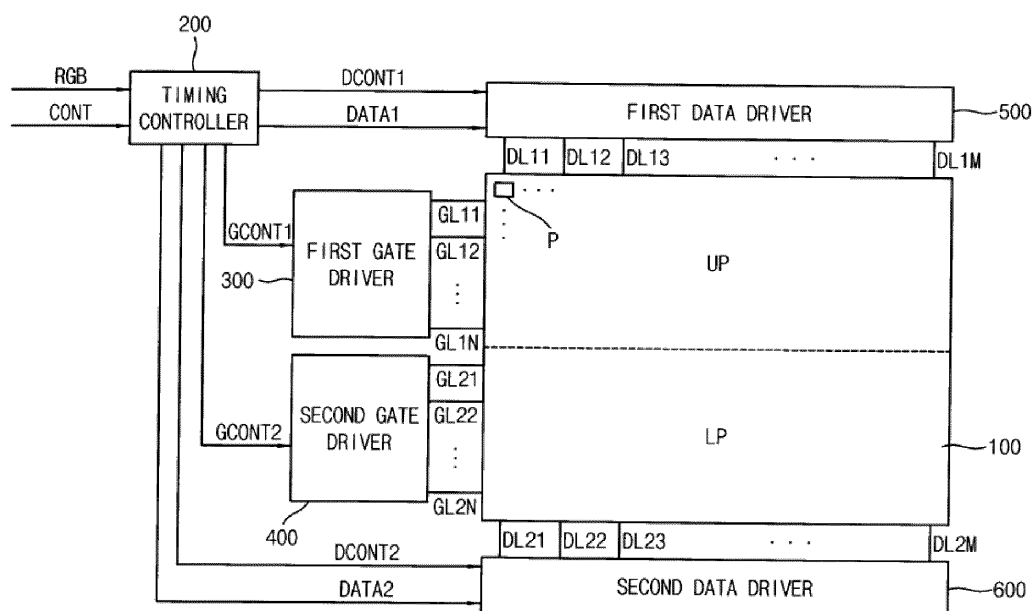 200
RGB
CONT
TIMING
CONTROLLER
DCONT1
DATA1
FIRST DATA DRIVER
500
DL11
DL12
DL13
. . .
DL1M
GCONT1
FIRST GATE
DRIVER
300
GL11
GL12
GL1N
P
UP
GCONT2
SECOND GATE
DRIVER
400
GL21
GL22
GL2N
LP
100
DL21
DL22
DL23
. . .
DL2M
DCONT2
DATA2
SECOND DATA DRIVER
600